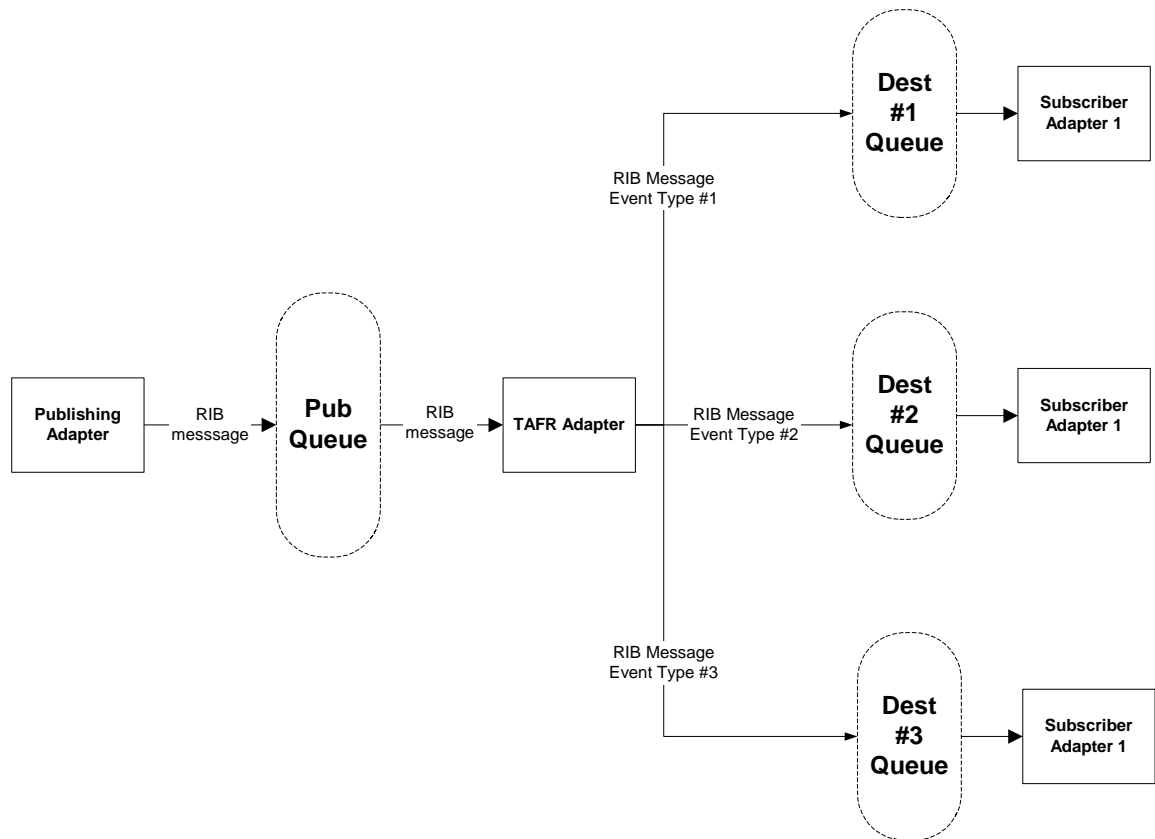 Dest
#1
Queue
Subscriber
Adapter 1
RIB Message
Event Type #1
Publishing
Adapter
RIB
messsage
Pub
Queue
RIB
message
TAFR Adapter
RIB Message
Event Type #2
Dest
#2
Queue
Subscriber
Adapter 1
RIB Message
Event Type #3
Dest
#3
Queue
Subscriber
Adapter 1